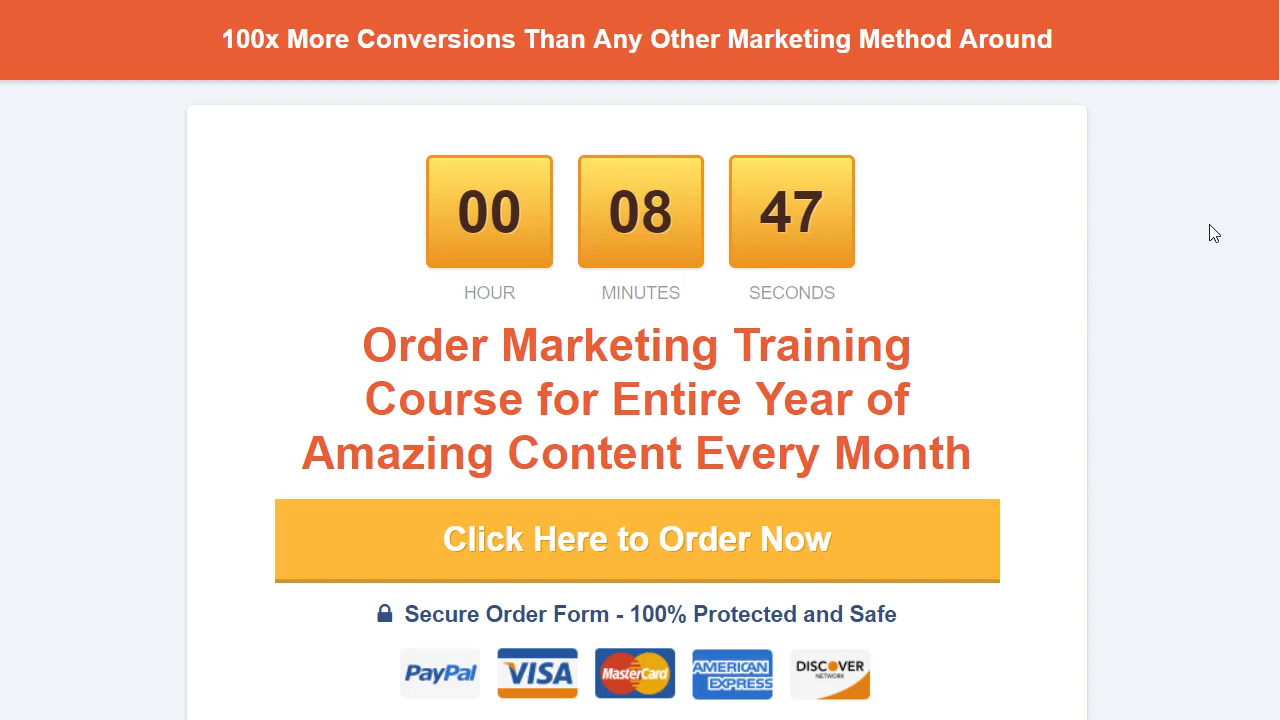 100x More Conversions Than Any Other Marketing Method Around
00 08 47
HOUR MINUTES SECONDS
Order Marketing Training
Course for Entire Year of
Amazing Content Every Month
Click Here to Order Now
Secure Order Form - 100% Protected and Safe
PayPal VISA MasterCard AMERICAN EXPRESS DISCOVER NETWORK